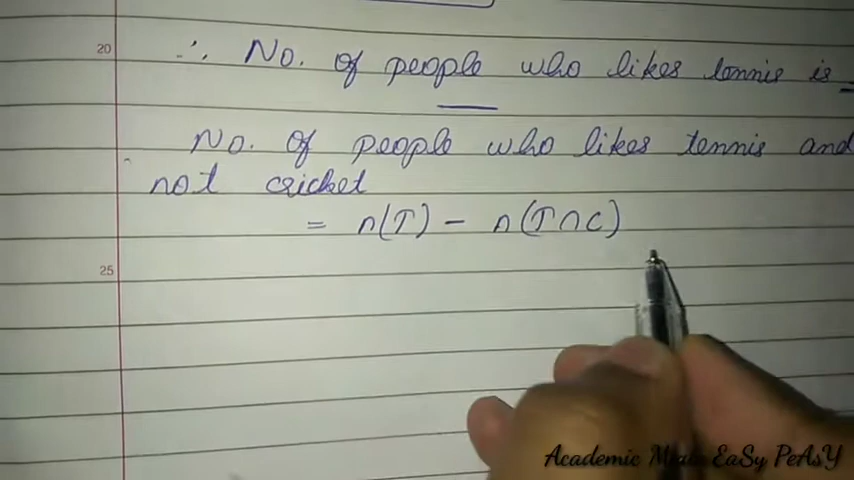 20
∴ No. of people who likes tennis is
No. of people who likes tennis and
not cricket
= n(T) - n(T∩C)
25
Academic Made EaSy PeAsY